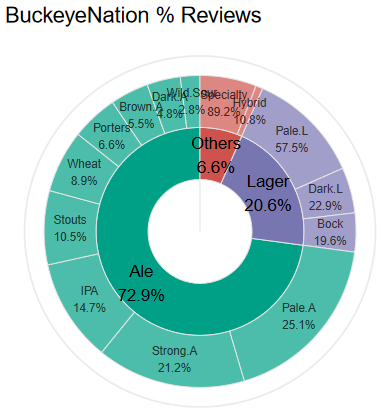 BuckeyeNation % Reviews
Others
6.6%
Lager
20.6%
Ale
72.9%
Specialty
89.2%
Hybrid
10.8%
Pale.L
57.5%
Dark.L
22.9%
Bock
19.6%
Pale.A
25.1%
Strong.A
21.2%
IPA
14.7%
Stouts
10.5%
Wheat
8.9%
Porters
6.6%
Brown.A
5.5%
Dark.A
4.8%
Wild.Sour
2.8%